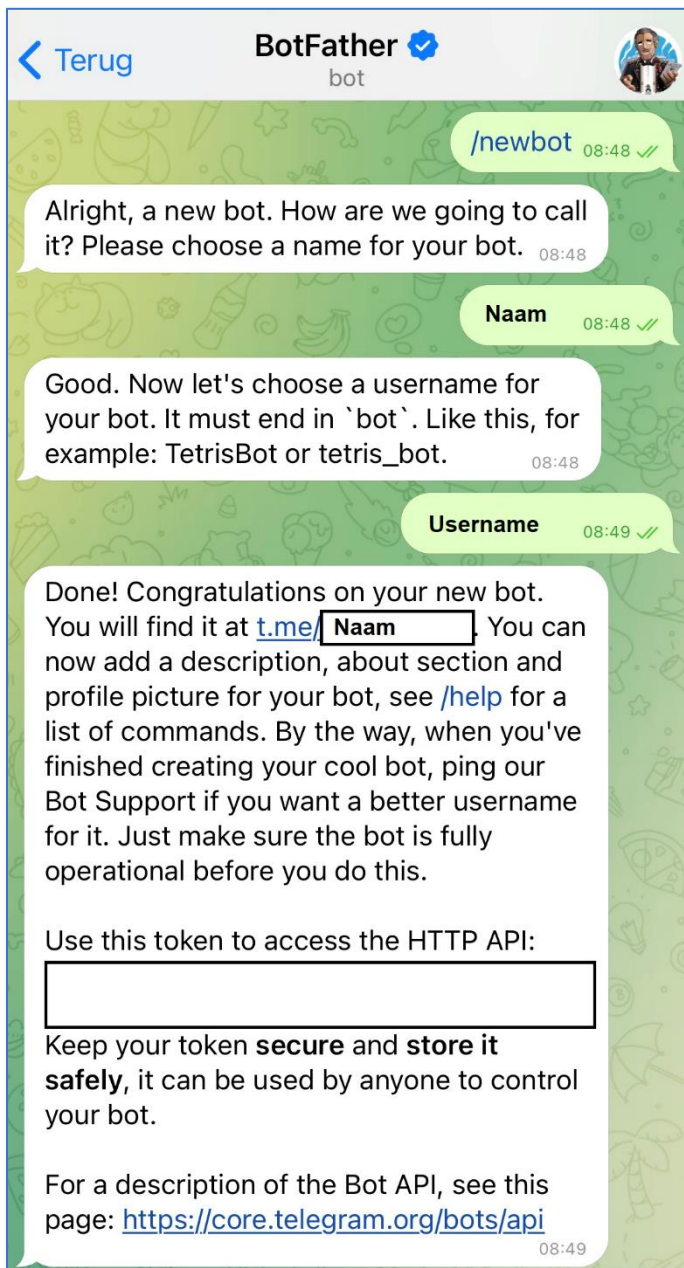 Terug
BotFather
bot
/newbot 08:48
Alright, a new bot. How are we going to call
it? Please choose a name for your bot. 08:48
Naam 08:48
Good. Now let's choose a username for
your bot. It must end in `bot`. Like this, for
example: TetrisBot or tetris_bot. 08:48
Username 08:49
Done! Congratulations on your new bot.
You will find it at t.me/ Naam . You can
now add a description, about section and
profile picture for your bot, see /help for a
list of commands. By the way, when you've
finished creating your cool bot, ping our
Bot Support if you want a better username
for it. Just make sure the bot is fully
operational before you do this.
Use this token to access the HTTP API:
Keep your token secure and store it
safely, it can be used by anyone to control
your bot.
For a description of the Bot API, see this
page: https://core.telegram.org/bots/api
08:49